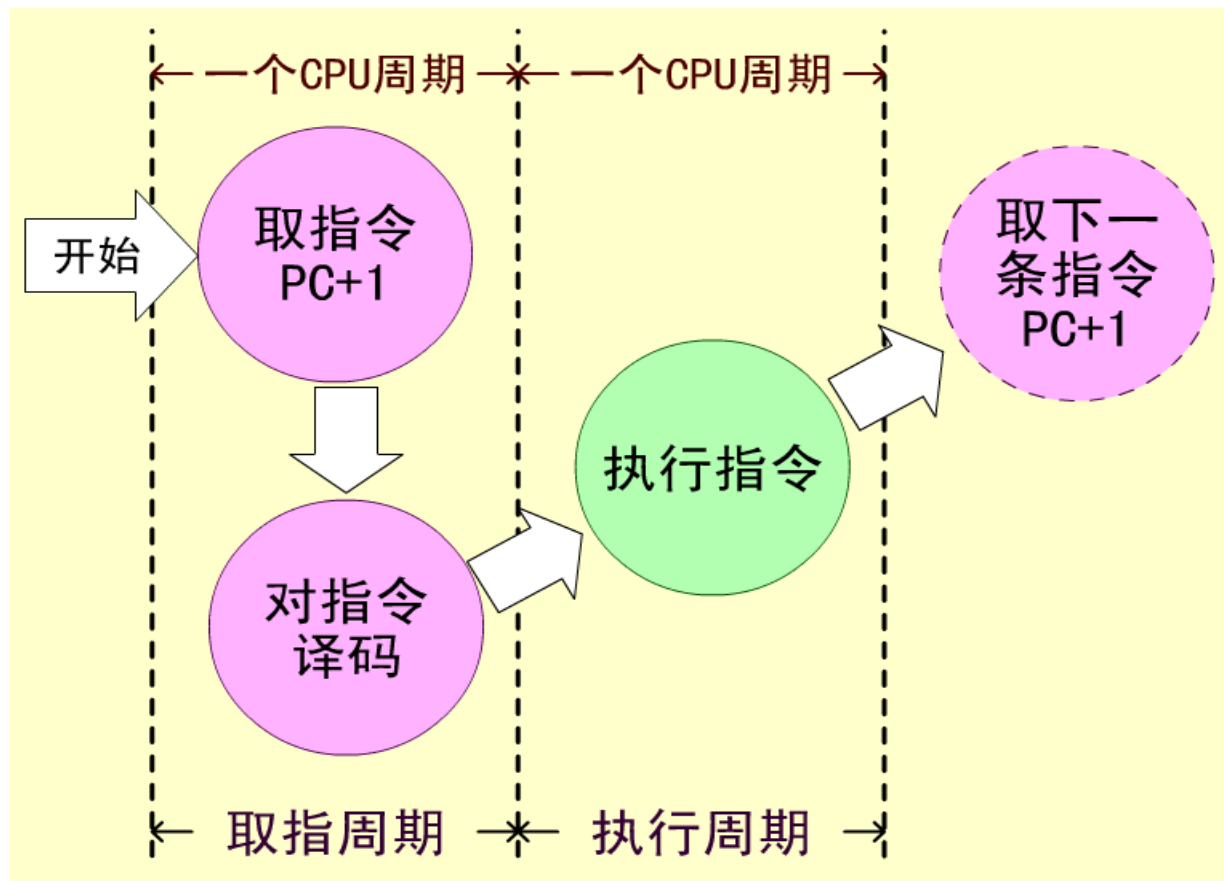 一个CPU周期
一个CPU周期
开始
取指令
PC+1
对指令
译码
执行指令
取下一
条指令
PC+1
取指周期
执行周期